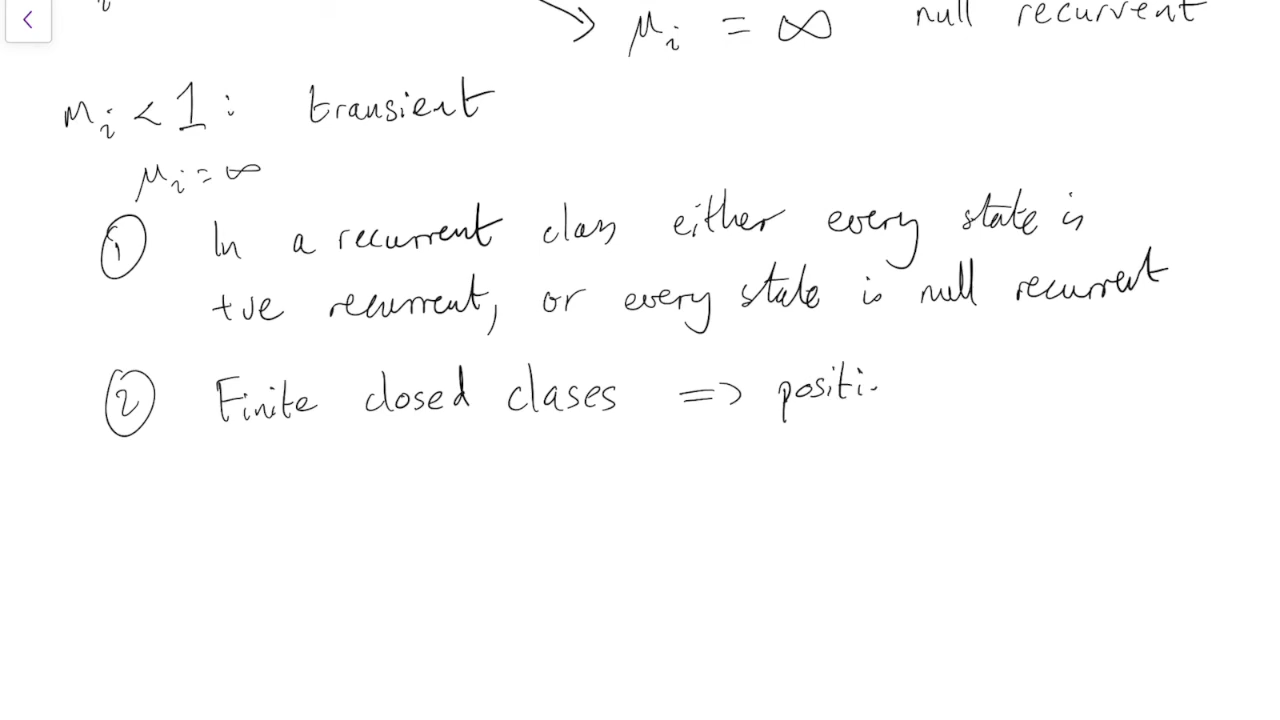 i
μi = ∞ null recurrent
mi < 1: transient
μi = ∞
① In a recurrent class either every state is
+ve recurrent, or every state is null recurrent
② Finite closed clases => positi